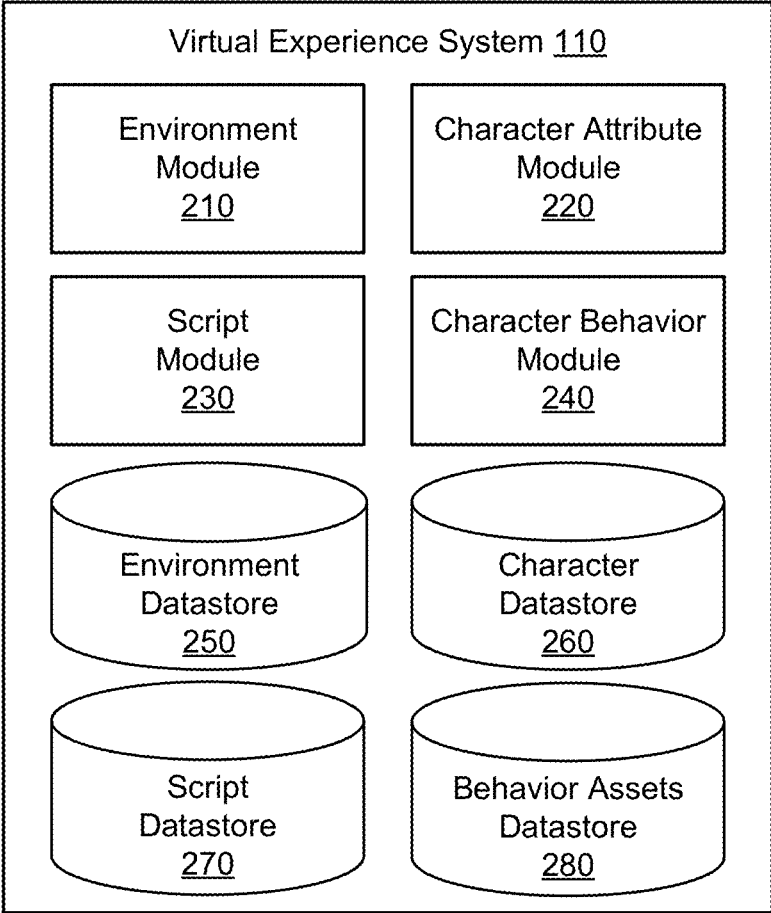 Virtual Experience System 110
Environment
Module
210
Character Attribute
Module
220
Script
Module
230
Character Behavior
Module
240
Environment
Datastore
250
Character
Datastore
260
Script
Datastore
270
Behavior Assets
Datastore
280